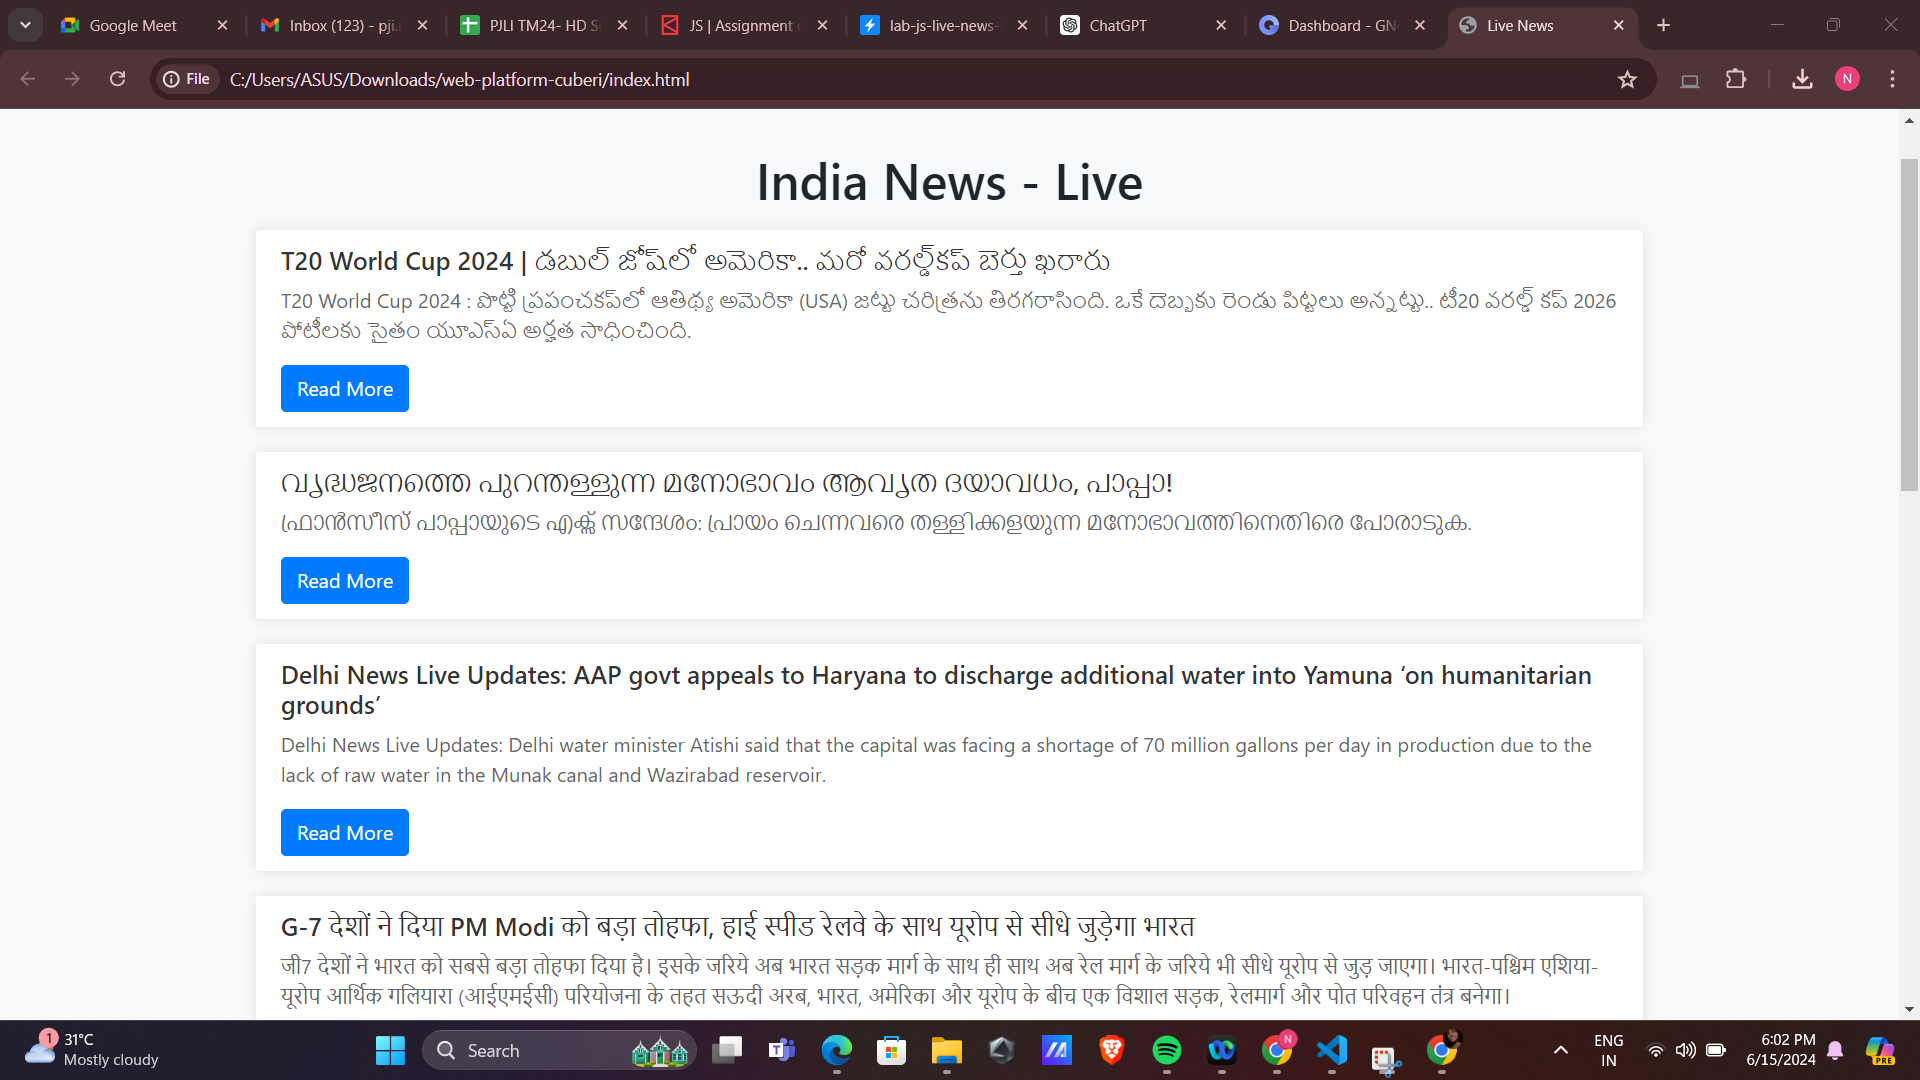 Google Meet
Inbox (123) - pji.
PJLI TM24- HD S
JS | Assignment
lab-js-live-news-
ChatGPT
Dashboard - GN
Live News
File
C:/Users/ASUS/Downloads/web-platform-cuberi/index.html
N
India News - Live
T20 World Cup 2024 | డబుల్ జోష్‌లో అమెరికా.. మరో వరల్డ్‌కప్ బెర్తు ఖరారు
T20 World Cup 2024 : పొట్టి ప్రపంచకప్‌లో ఆతిథ్య అమెరికా (USA) జట్టు చరిత్రను తిరగరాసింది. ఒకే దెబ్బకు రెండు పిట్టలు అన్నట్టు.. టీ20 వరల్డ్ కప్ 2026
పోటీలకు సైతం యూఎస్ఏ అర్హత సాధించింది.
Read More
വൃദ്ധജനത്തെ പുറന്തള്ളുന്ന മനോഭാവം ആവൃത ദയാവധം, പാപ്പാ!
ഫ്രാൻസീസ് പാപ്പായുടെ എക്സ് സന്ദേശം: പ്രായം ചെന്നവരെ തള്ളിക്കളയുന്ന മനോഭാവത്തിനെതിരെ പോരാടുക.
Read More
Delhi News Live Updates: AAP govt appeals to Haryana to discharge additional water into Yamuna ‘on humanitarian
grounds’
Delhi News Live Updates: Delhi water minister Atishi said that the capital was facing a shortage of 70 million gallons per day in production due to the
lack of raw water in the Munak canal and Wazirabad reservoir.
Read More
G-7 देशों ने दिया PM Modi को बड़ा तोहफा, हाई स्पीड रेलवे के साथ यूरोप से सीधे जुड़ेगा भारत
जी7 देशों ने भारत को सबसे बड़ा तोहफा दिया है। इसके जरिये अब भारत सड़क मार्ग के साथ ही साथ अब रेल मार्ग के जरिये भी सीधे यूरोप से जुड़ जाएगा। भारत-पश्चिम एशिया-
यूरोप आर्थिक गलियारा (आईएमईसी) परियोजना के तहत सऊदी अरब, भारत, अमेरिका और यूरोप के बीच एक विशाल सड़क, रेलमार्ग और पोत परिवहन तंत्र बनेगा।
1
31°C
Mostly cloudy
Search
N
ENG
IN
6:02 PM
6/15/2024
PRE